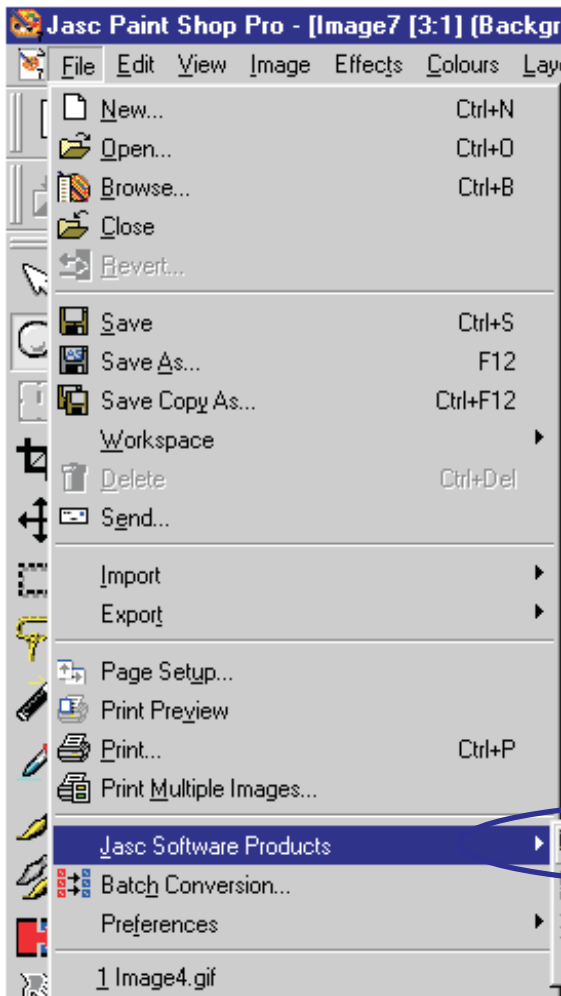 Jasc Paint Shop Pro - [Image7 [3:1] (Backgr
File Edit View Image Effects Colours Lay
New... Ctrl+N
Open... Ctrl+O
Browse... Ctrl+B
Close
Revert...
Save Ctrl+S
Save As... F12
Save Copy As... Ctrl+F12
Workspace
Delete Ctrl+Del
Send...
Import
Export
Page Setup...
Print Preview
Print... Ctrl+P
Print Multiple Images...
Jasc Software Products
Batch Conversion...
Preferences
1 Image4.gif